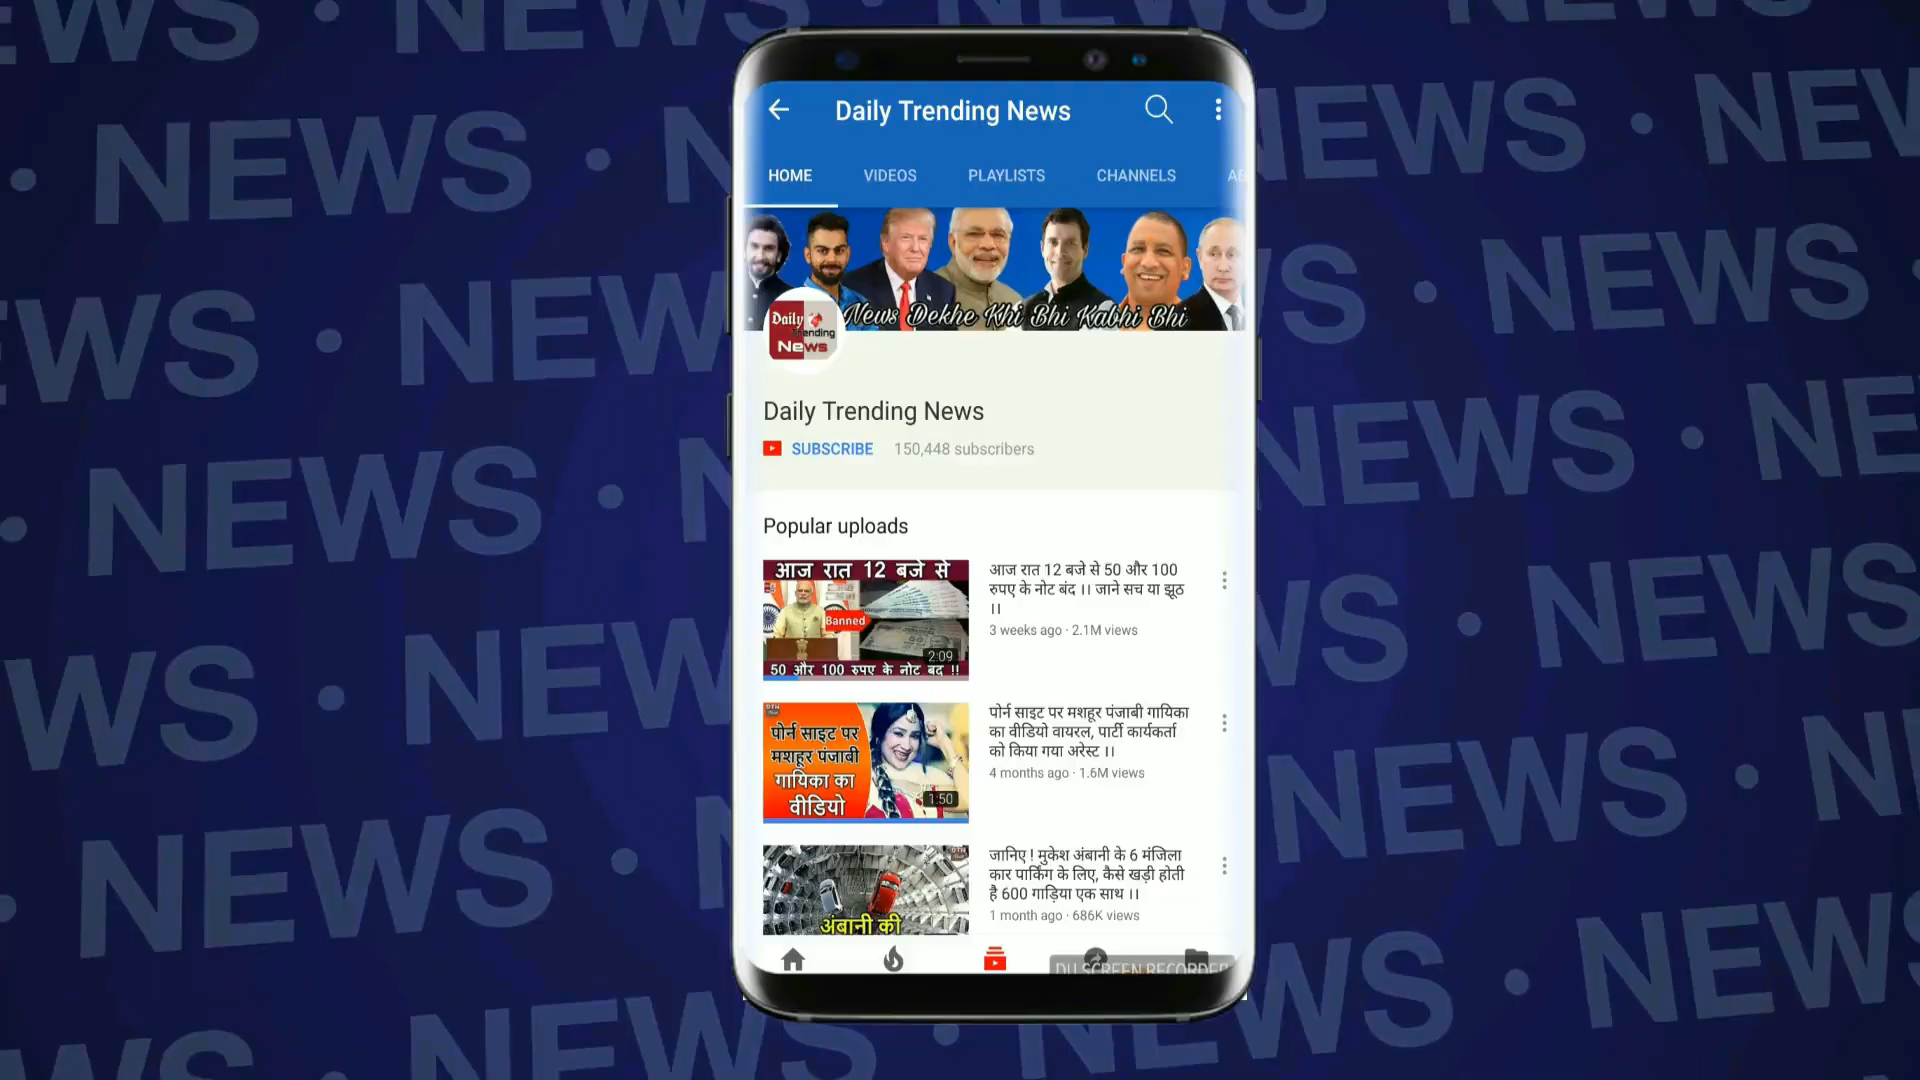 Daily Trending News
HOME VIDEOS PLAYLISTS CHANNELS
News Dekhe Khi Bhi Kabhi Bhi
Daily
Trending
News
Daily Trending News
SUBSCRIBE 150,448 subscribers
Popular uploads
आज रात 12 बजे से
Banned
2:09
50 और 100 रुपए के नोट बंद !!
आज रात 12 बजे से 50 और 100
रुपए के नोट बंद ।। जाने सच या झूठ
।।
3 weeks ago · 2.1M views
पोर्न साइट पर
मशहूर पंजाबी
गायिका का
वीडियो
1:50
पोर्न साइट पर मशहूर पंजाबी गायिका
का वीडियो वायरल, पार्टी कार्यकर्ता
को किया गया अरेस्ट ।।
4 months ago · 1.6M views
अंबानी की
जानिए ! मुकेश अंबानी के 6 मंजिला
कार पार्किंग के लिए, कैसे खड़ी होती
है 600 गाड़िया एक साथ ।।
1 month ago · 686K views
DU SCREEN RECORDER
NEWS · NEWS · NEWS